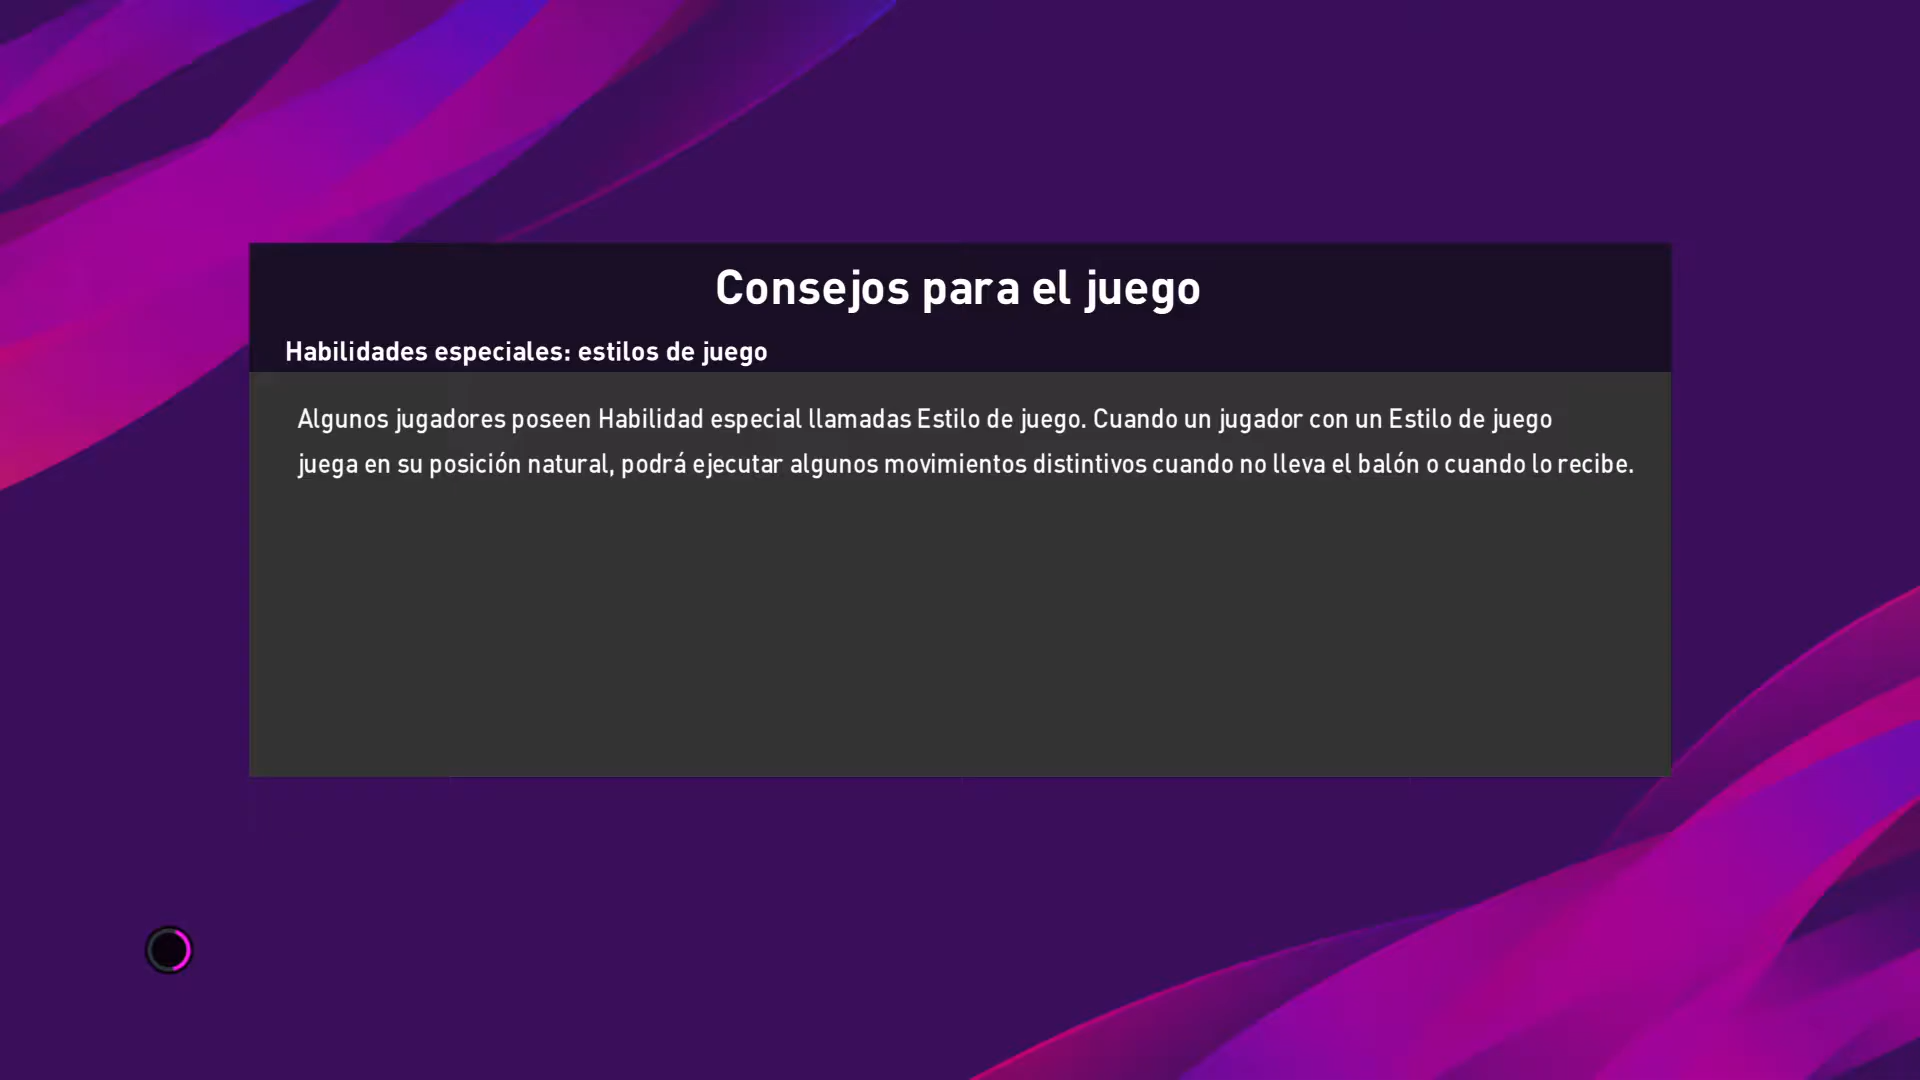 Consejos para el juego
Habilidades especiales: estilos de juego
Algunos jugadores poseen Habilidad especial llamadas Estilo de juego. Cuando un jugador con un Estilo de juego
juega en su posición natural, podrá ejecutar algunos movimientos distintivos cuando no lleva el balón o cuando lo recibe.